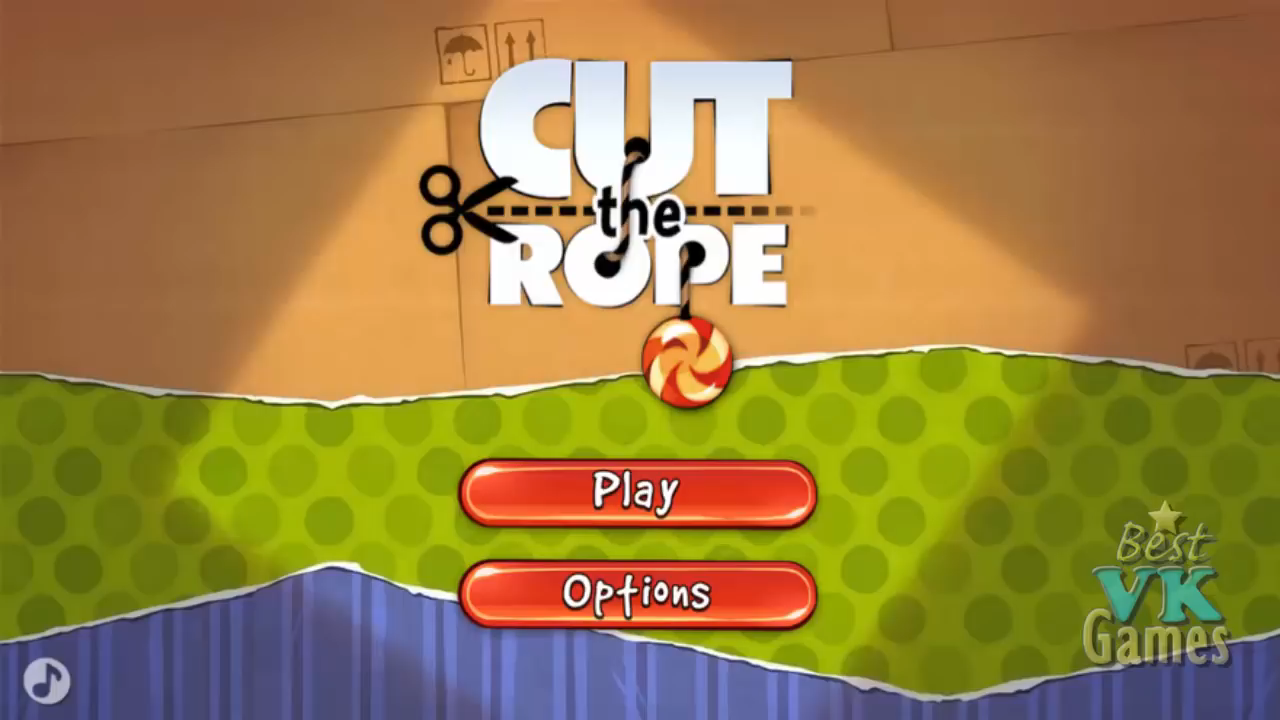 CUT
the
ROPE
Play
Options
Best
VK
Games